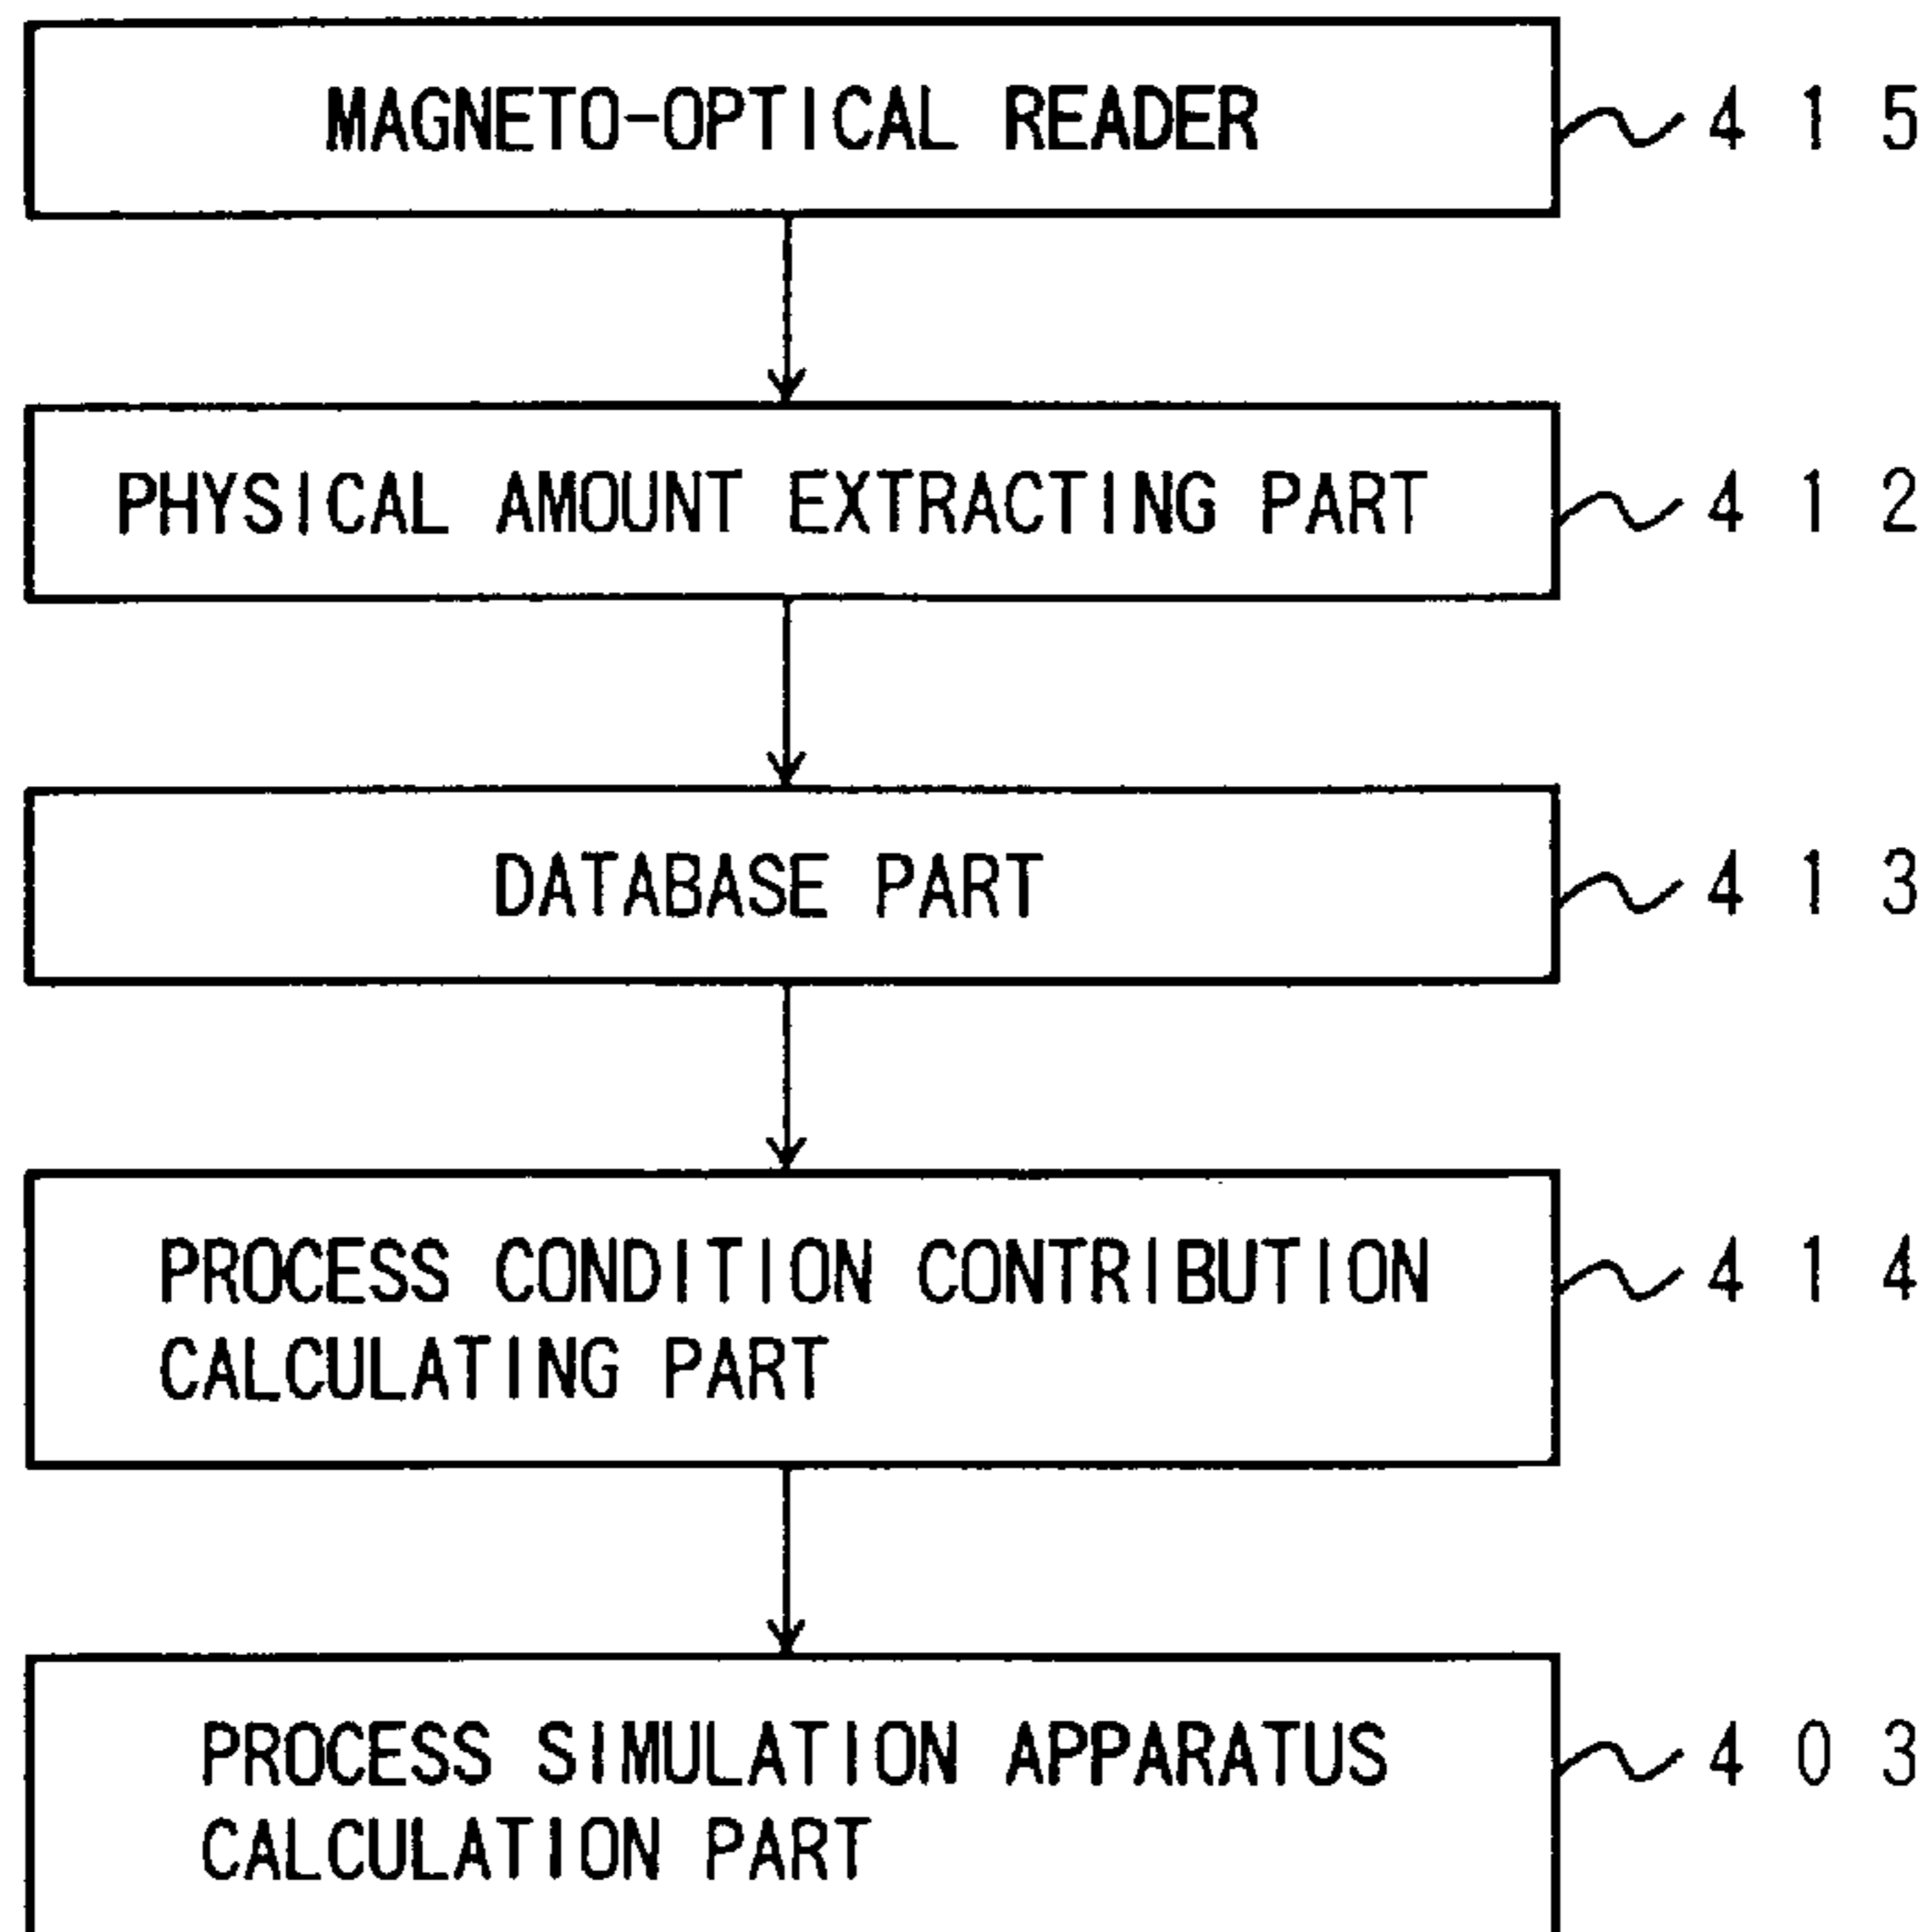 MAGNETO-OPTICAL READER 415
PHYSICAL AMOUNT EXTRACTING PART 412
DATABASE PART 413
PROCESS CONDITION CONTRIBUTION 414
CALCULATING PART
PROCESS SIMULATION APPARATUS 403
CALCULATION PART